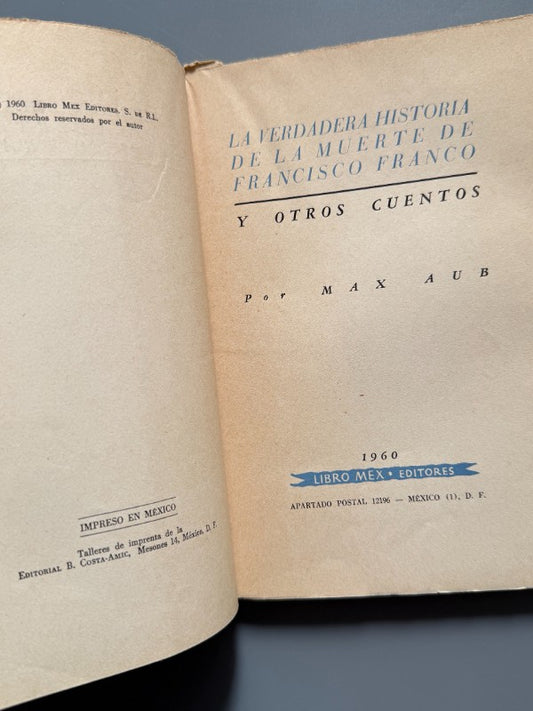 1960 LIBRO MEX EDITORES. S. DE R.L.
Derechos reservados por el autor
IMPRESO EN MÉXICO
Talleres de imprenta de la
EDITORIAL B. COSTA-AMIC, Mesones 14, México, D. F.
LA VERDADERA HISTORIA
DE LA MUERTE DE
FRANCISCO FRANCO
Y OTROS CUENTOS
Por MAX AUB
1960
LIBRO MEX • EDITORES
APARTADO POSTAL 12196 — MÉXICO (1), D. F.